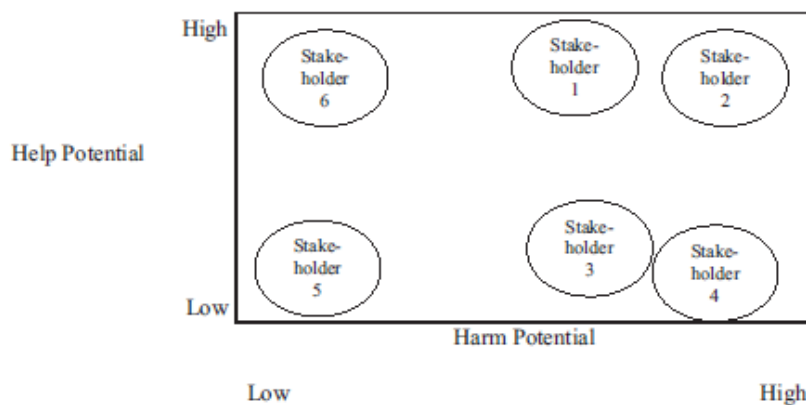 High
Stake-
holder
6
Stake-
holder
1
Stake-
holder
2
Help Potential
Stake-
holder
5
Stake-
holder
3
Stake-
holder
4
Low
Harm Potential
Low
High